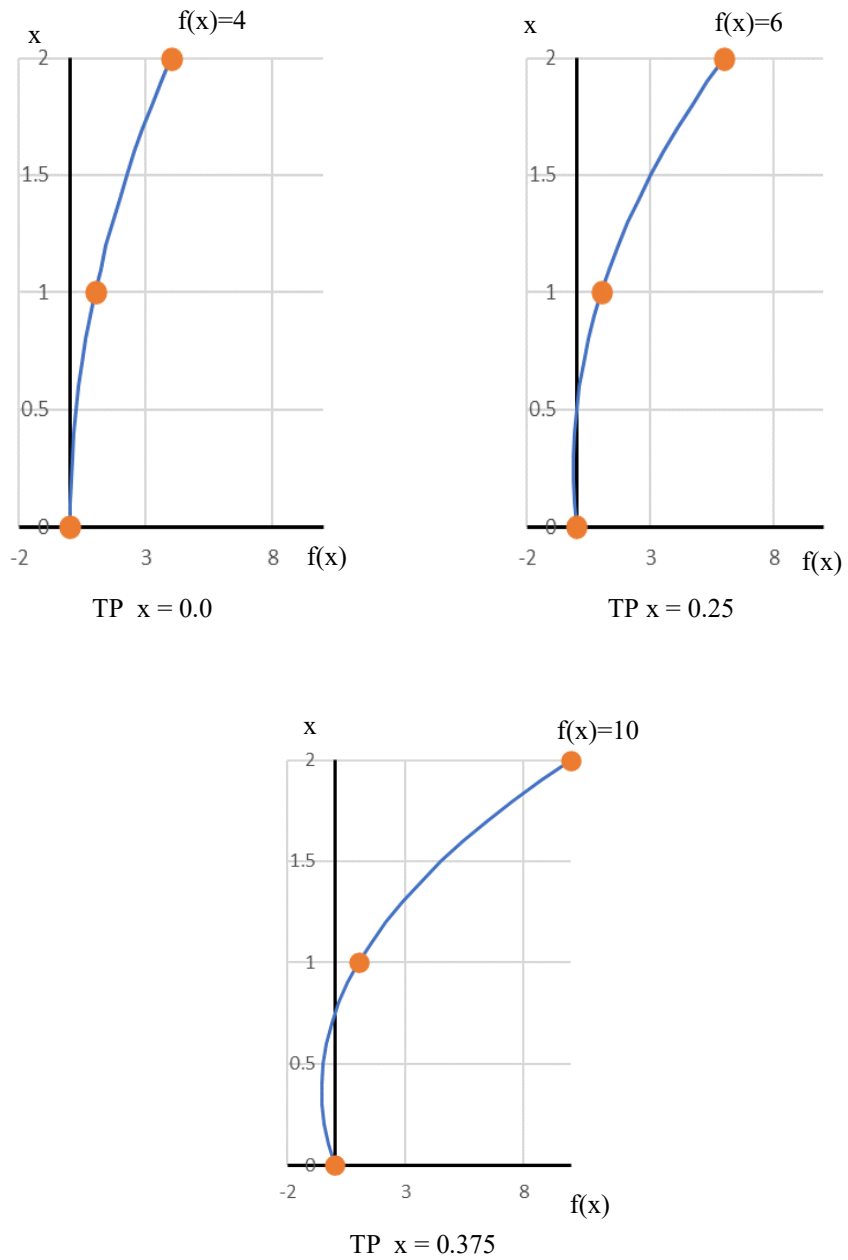 f(x)=4
x
2
1.5
1
0.5
0
-2 3 8 f(x)
TP x = 0.0
f(x)=6
x
2
1.5
1
0.5
0
-2 3 8 f(x)
TP x = 0.25
x
f(x)=10
2
1.5
1
0.5
0
-2 3 8 f(x)
TP x = 0.375